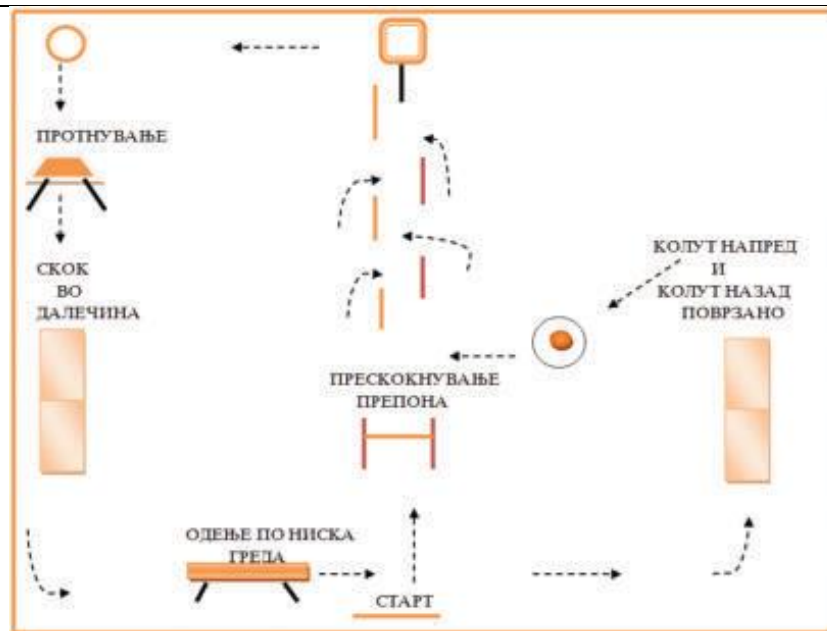 ПРОТНУВАЊЕ
СКОК
ВО
ДАЛЕЧИНА
КОЛУТ НАПРЕД
И
КОЛУТ НАЗАД
ПОВРЗАНО
ПРЕСКОКНУВАЊЕ
ПРЕПОНА
ОДЕЊЕ ПО НИСКА
ГРЕДА
СТАРТ